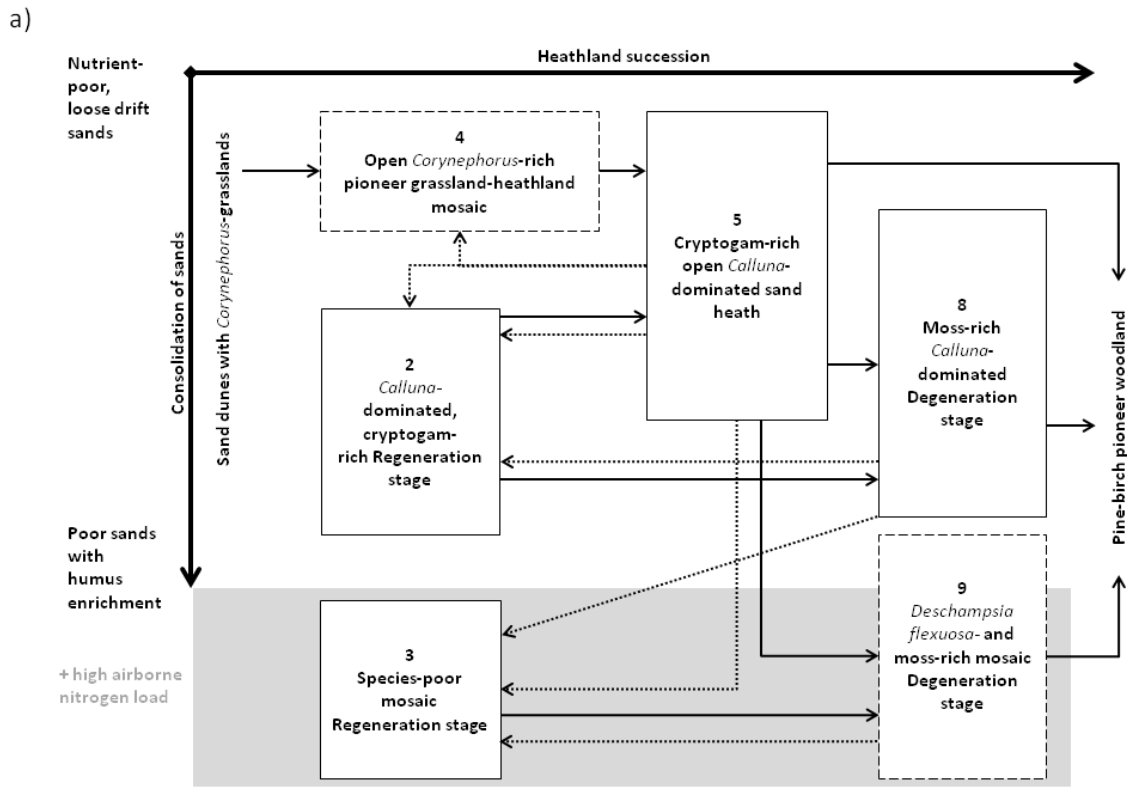 a)
Heathland succession
Nutrient-
poor,
loose drift
sands
Consolidation of sands
Sand dunes with Corynephorus-grasslands
4
Open Corynephorus-rich
pioneer grassland-heathland
mosaic
5
Cryptogam-rich
open Calluna-
dominated sand
heath
2
Calluna-
dominated,
cryptogam-
rich Regeneration
stage
8
Moss-rich
Calluna-
dominated
Degeneration
stage
Pine-birch pioneer woodland
Poor sands
with
humus
enrichment
+ high airborne
nitrogen load
3
Species-poor
mosaic
Regeneration stage
9
Deschampsia
flexuosa- and
moss-rich mosaic
Degeneration
stage